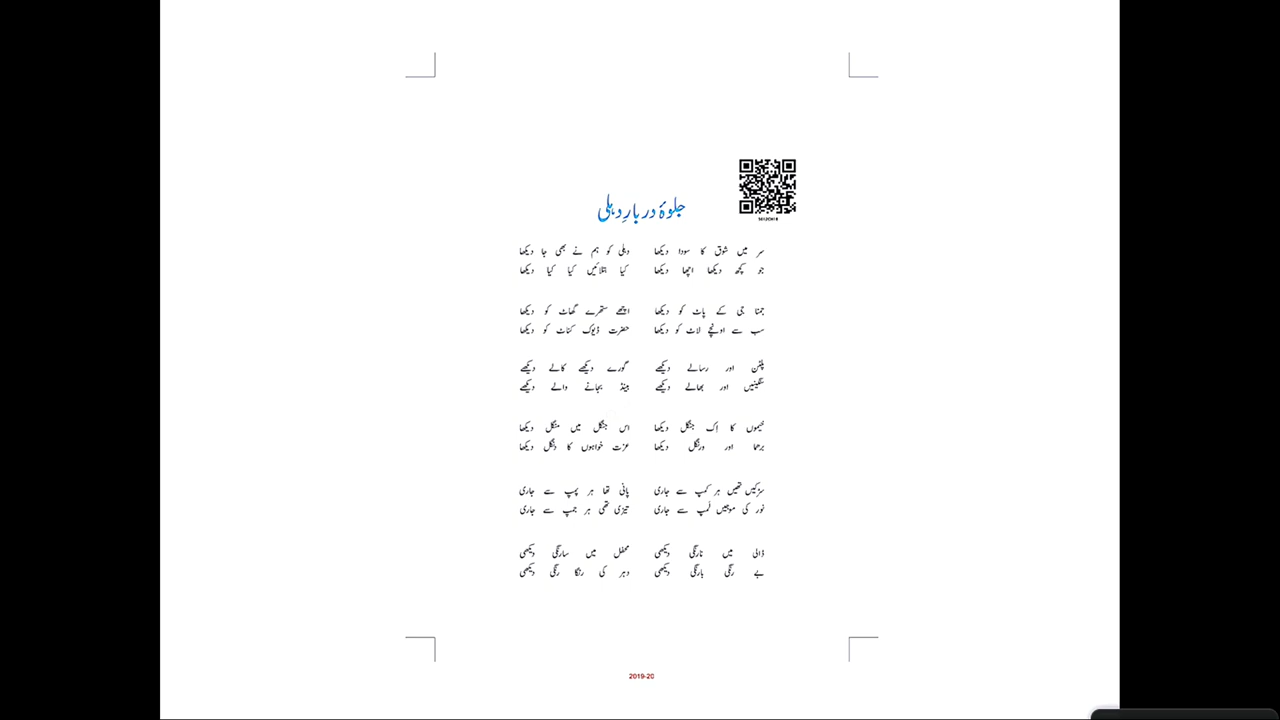 جلوۂ دربارِ دہلی
سر میں شوق کا سودا دیکھا دہلی کو ہم نے بھی جا دیکھا
جو کچھ دیکھا اچھا دیکھا کیا بتلائیں کیا کیا دیکھا
جمنا جی کے پاٹ کو دیکھا اچھے ستھرے گھاٹ کو دیکھا
سب سے اونچے لاٹ کو دیکھا حضرت ڈیوک کناٹ کو دیکھا
پلٹن اور رسالے دیکھے گورے دیکھے کالے دیکھے
سنگینیں اور بھالے دیکھے بینڈ بجانے والے دیکھے
خیموں کا اِک جنگل دیکھا اس جنگل میں منگل دیکھا
برھما اور ورنگل دیکھا عزت خواہوں کا دنگل دیکھا
سڑکیں تھیں ہر کمپ سے جاری پانی تھا ہر پمپ سے جاری
نور کی موجیں لمپ سے جاری تیزی تھی ہر جمپ سے جاری
ڈالی میں نارنگی دیکھی محفل میں سارنگی دیکھی
بے رنگی بارنگی دیکھی دہر کی رنگا رنگی دیکھی
2019-20